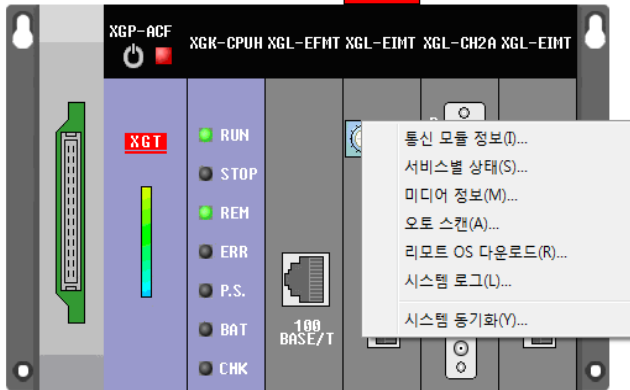 XGP-ACF
XGK-CPUH
XGL-EFMT
XGL-EIMT
XGL-CH2A
XGL-EIMT
XGT
RUN
STOP
REM
ERR
P.S.
BAT
CHK
100
BASE/T
통신 모듈 정보(I)...
서비스별 상태(S)...
미디어 정보(M)...
오토 스캔(A)...
리모트 OS 다운로드(R)...
시스템 로그(L)...
시스템 동기화(Y)...